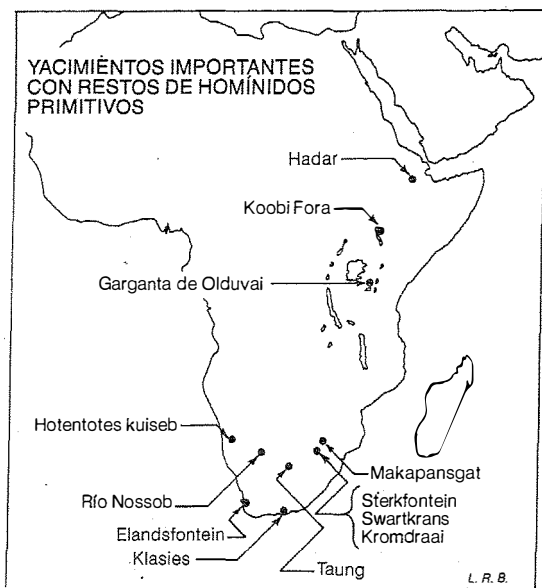 YACIMIENTOS IMPORTANTES
CON RESTOS DE HOMÍNIDOS
PRIMITIVOS
Hadar
Koobi Fora
Garganta de Olduvai
Hotentotes kuiseb
Makapansgat
Río Nossob
Sterkfontein
Swartkrans
Kromdraai
Elandsfontein
Klasies
Taung
L. R. B.